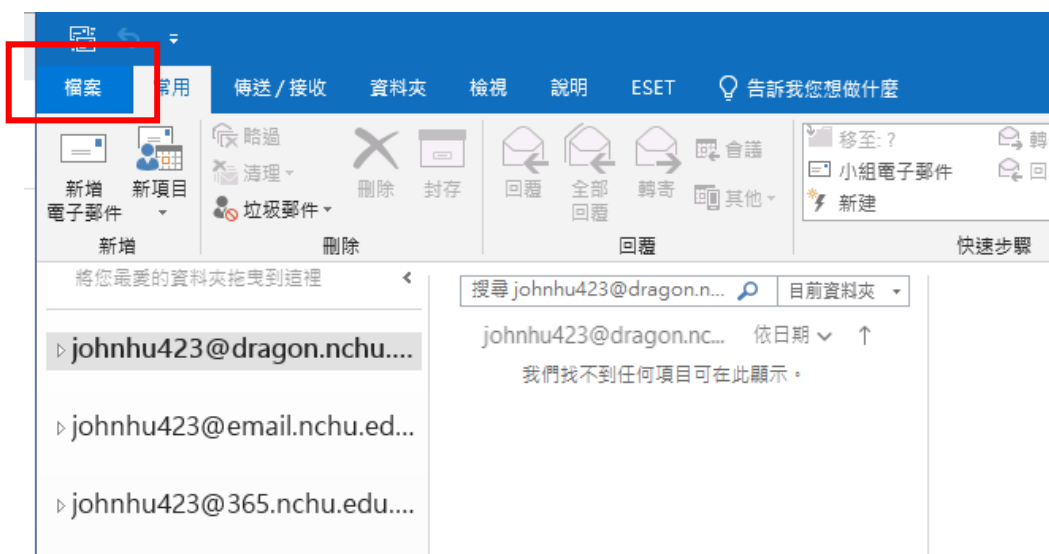 檔案 常用 傳送 / 接收 資料夾 檢視 說明 ESET 告訴我您想做什麼
略過 移至: ? 轉
清理 會議
新增 新項目 刪除 封存 回覆 全部 轉寄 小組電子郵件 回
電子郵件 垃圾郵件 回覆 其他 新建
新增 刪除 回覆 快速步驟
將您最愛的資料夾拖曳到這裡
搜尋 johnhu423@dragon.n... 目前資料夾
johnhu423@dragon.nc... 依日期
johnhu423@dragon.nchu....
我們找不到任何項目可在此顯示。
johnhu423@email.nchu.ed...
johnhu423@365.nchu.edu....